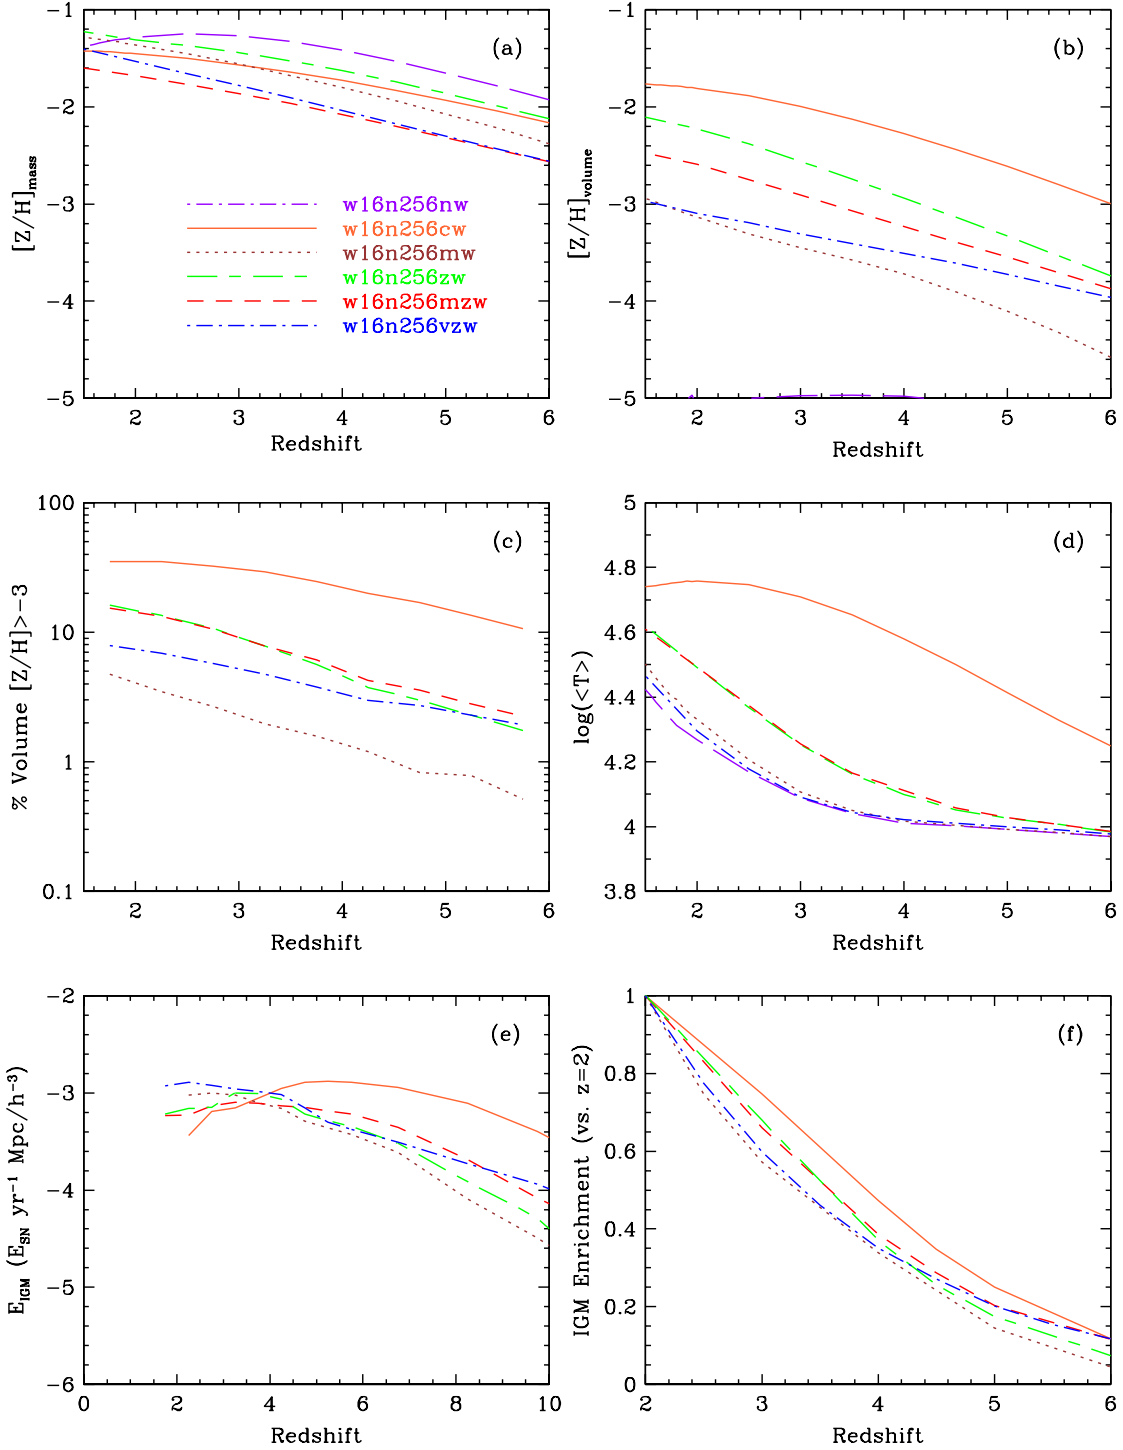 (a)
[Z/H]mass
−1
−2
−3
−4
−5
w16n256nw
w16n256cw
w16n256mw
w16n256zw
w16n256mzw
w16n256vzw
2 3 4 5 6
Redshift
(b)
[Z/H]volume
−1
−2
−3
−4
−5
2 3 4 5 6
Redshift
(c)
% Volume [Z/H]>−3
100
10
1
0.1
2 3 4 5 6
Redshift
(d)
log(<T>)
5
4.8
4.6
4.4
4.2
4
3.8
2 3 4 5 6
Redshift
(e)
E_IGM (E_SN yr⁻¹ Mpc/h⁻³)
−2
−3
−4
−5
−6
0 2 4 6 8 10
Redshift
(f)
IGM Enrichment (vs. z=2)
1
0.8
0.6
0.4
0.2
0
2 3 4 5 6
Redshift